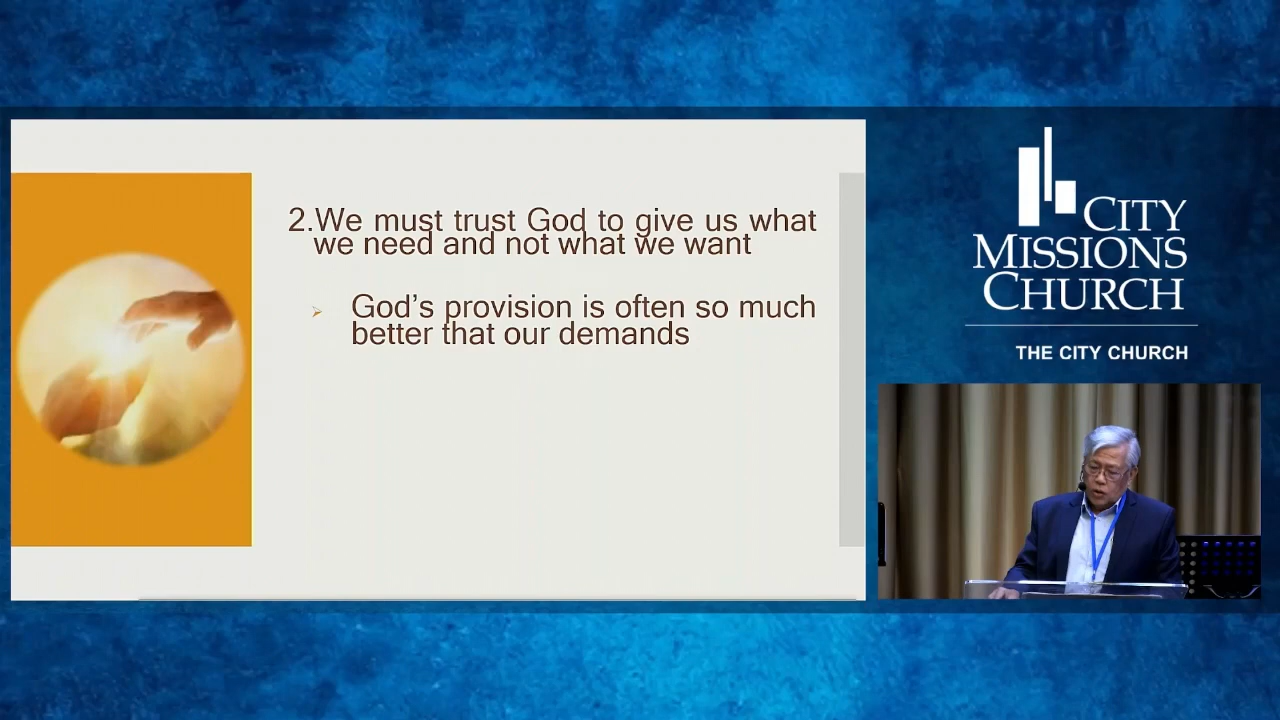 2.We must trust God to give us what
we need and not what we want
God's provision is often so much
better that our demands
CITY
MISSIONS
CHURCH
THE CITY CHURCH